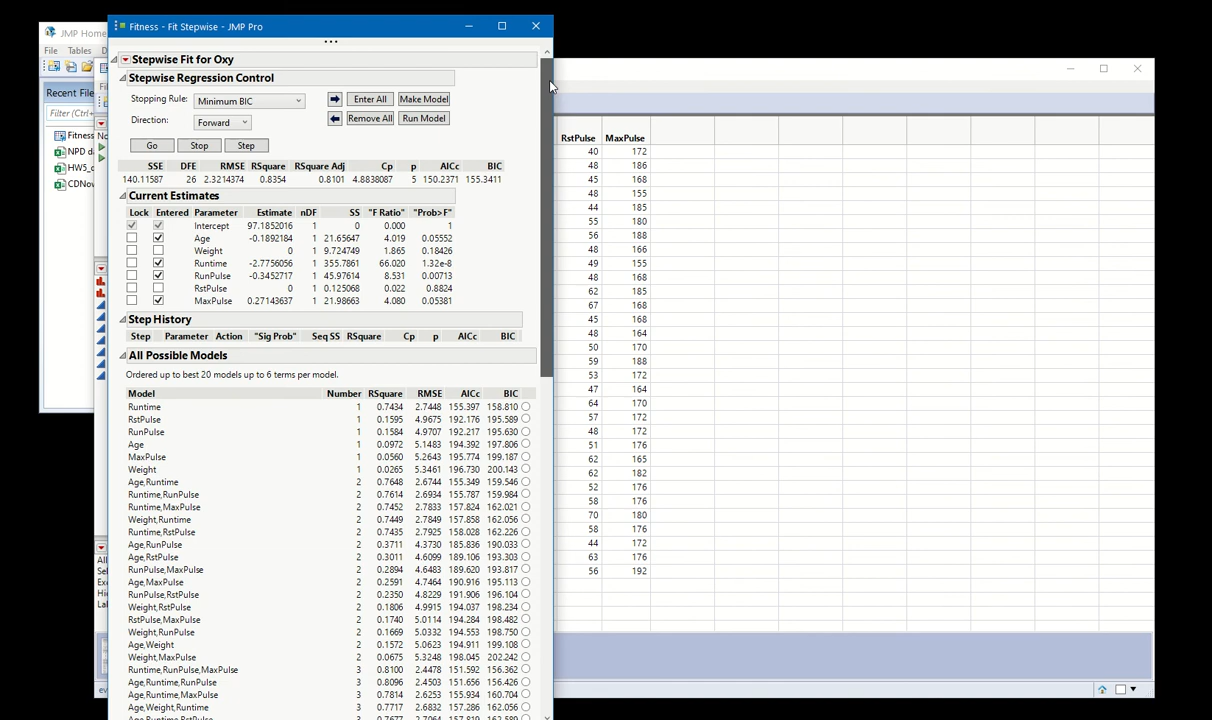 Fitness - Fit Stepwise - JMP Pro
JMP Home
File Tables
Recent File
Filter (Ctrl+
Fitness
NPD da
HW5_c
CDNow
Stepwise Fit for Oxy
Stepwise Regression Control
Stopping Rule: Minimum BIC Enter All Make Model
Direction: Forward Remove All Run Model
Go Stop Step
SSE DFE RMSE RSquare RSquare Adj Cp p AICc BIC
140.11587 26 2.3214374 0.8354 0.8101 4.8838087 5 150.2371 155.3411
Current Estimates
Lock Entered Parameter Estimate nDF SS "F Ratio" "Prob>F"
Intercept 97.1852016 1 0 0.000 1
Age -0.1892184 1 21.65647 4.019 0.05552
Weight 0 1 9.724749 1.865 0.18426
Runtime -2.7756056 1 355.7861 66.020 1.32e-8
RunPulse -0.3452717 1 45.97614 8.531 0.00713
RstPulse 0 1 0.125068 0.022 0.8824
MaxPulse 0.27143637 1 21.98663 4.080 0.05381
Step History
Step Parameter Action "Sig Prob" Seq SS RSquare Cp p AICc BIC
All Possible Models
Ordered up to best 20 models up to 6 terms per model.
Model Number RSquare RMSE AICc BIC
Runtime 1 0.7434 2.7448 155.397 158.810
RstPulse 1 0.1595 4.9675 192.176 195.589
RunPulse 1 0.1584 4.9707 192.217 195.630
Age 1 0.0972 5.1483 194.392 197.806
MaxPulse 1 0.0560 5.2643 195.774 199.187
Weight 1 0.0265 5.3461 196.730 200.143
Age,Runtime 2 0.7648 2.6744 155.349 159.546
Runtime,RunPulse 2 0.7614 2.6934 155.787 159.984
Runtime,MaxPulse 2 0.7452 2.7833 157.824 162.021
Weight,Runtime 2 0.7449 2.7849 157.858 162.056
Runtime,RstPulse 2 0.7435 2.7925 158.028 162.226
Age,RunPulse 2 0.3711 4.3730 185.836 190.033
Age,RstPulse 2 0.3011 4.6099 189.106 193.303
RunPulse,MaxPulse 2 0.2894 4.6483 189.620 193.817
Age,MaxPulse 2 0.2591 4.7464 190.916 195.113
RunPulse,RstPulse 2 0.2350 4.8229 191.906 196.104
Weight,RstPulse 2 0.1806 4.9915 194.037 198.234
RstPulse,MaxPulse 2 0.1740 5.0114 194.284 198.482
Weight,RunPulse 2 0.1669 5.0332 194.553 198.750
Age,Weight 2 0.1572 5.0623 194.911 199.108
Weight,MaxPulse 2 0.0675 5.3248 198.045 202.242
Runtime,RunPulse,MaxPulse 3 0.8100 2.4478 151.592 156.362
Age,Runtime,RunPulse 3 0.8096 2.4503 151.656 156.426
Age,Runtime,MaxPulse 3 0.7814 2.6253 155.934 160.704
Age,Weight,Runtime 3 0.7717 2.6832 157.286 162.056
Age,Runtime,RstPulse 3 0.7677 2.7064 157.819 162.589
RstPulse MaxPulse
40 172
48 186
45 168
48 155
44 185
55 180
56 188
48 166
49 155
48 168
62 185
67 168
45 168
48 164
50 170
59 188
53 172
47 164
64 170
57 172
48 172
51 176
62 165
62 182
52 176
58 176
70 180
58 176
44 172
63 176
56 192